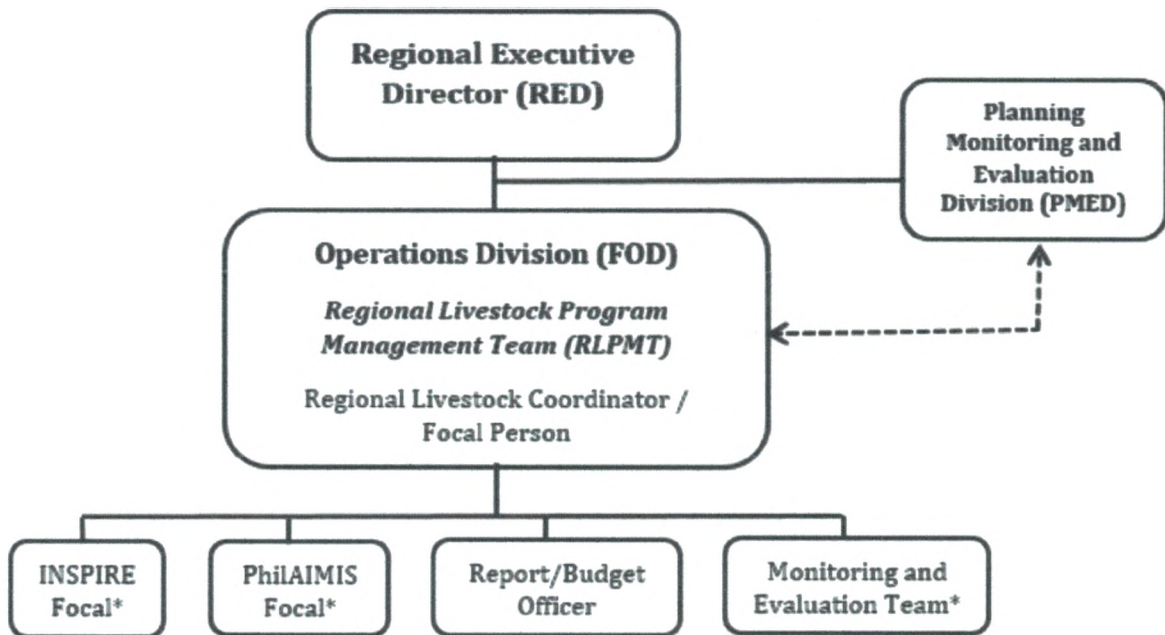 Regional Executive
Director (RED)
Planning
Monitoring and
Evaluation
Division (PMED)
Operations Division (FOD)
Regional Livestock Program
Management Team (RLPMT)
Regional Livestock Coordinator /
Focal Person
INSPIRE
Focal*
PhilAIMIS
Focal*
Report/Budget
Officer
Monitoring and
Evaluation Team*